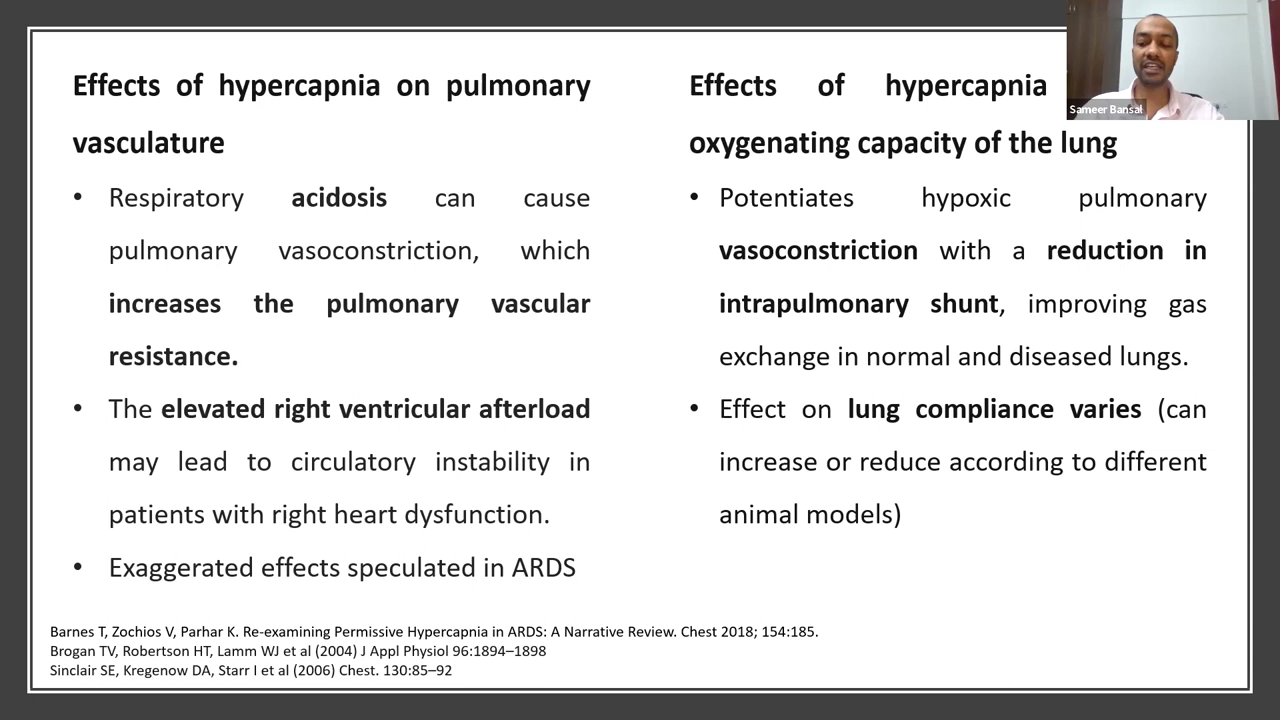 Effects of hypercapnia on pulmonary
vasculature
• Respiratory acidosis can cause
pulmonary vasoconstriction, which
increases the pulmonary vascular
resistance.
• The elevated right ventricular afterload
may lead to circulatory instability in
patients with right heart dysfunction.
• Exaggerated effects speculated in ARDS
Effects of hypercapnia
oxygenating capacity of the lung
• Potentiates hypoxic pulmonary
vasoconstriction with a reduction in
intrapulmonary shunt, improving gas
exchange in normal and diseased lungs.
• Effect on lung compliance varies (can
increase or reduce according to different
animal models)
Sameer Bansal
Barnes T, Zochios V, Parhar K. Re-examining Permissive Hypercapnia in ARDS: A Narrative Review. Chest 2018; 154:185.
Brogan TV, Robertson HT, Lamm WJ et al (2004) J Appl Physiol 96:1894–1898
Sinclair SE, Kregenow DA, Starr I et al (2006) Chest. 130:85–92